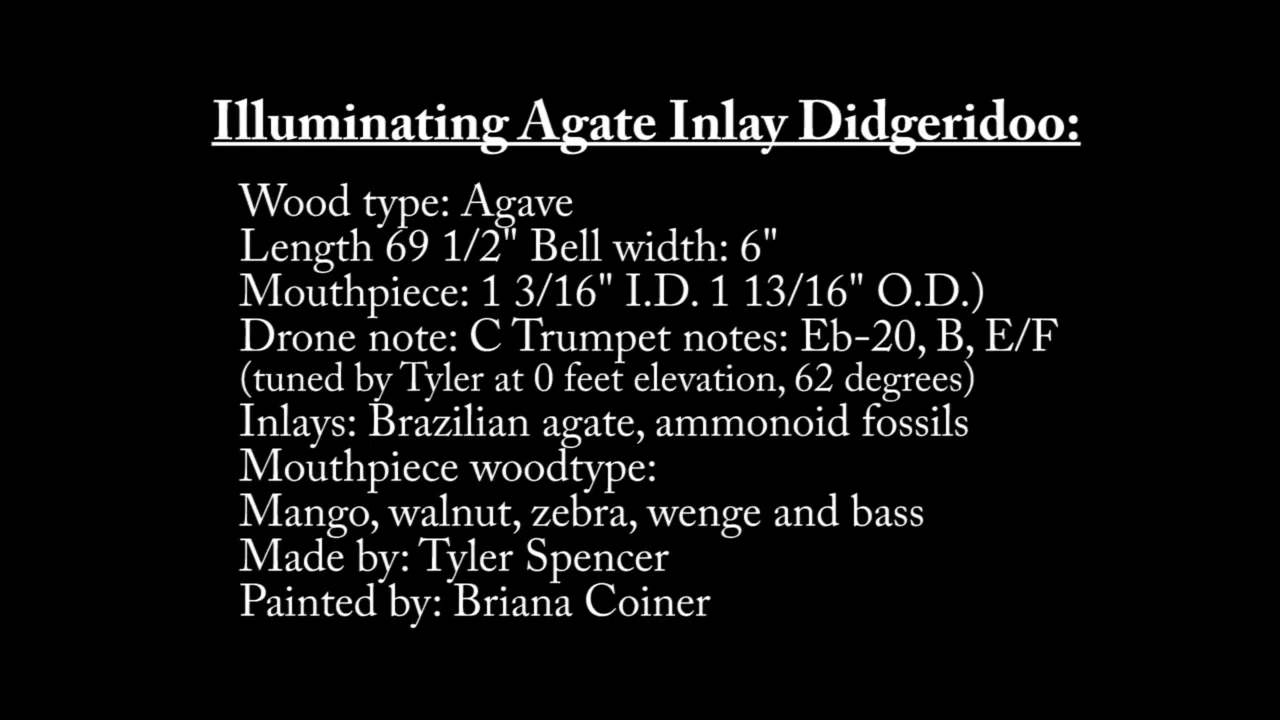 Illuminating Agate Inlay Didgeridoo:
Wood type: Agave
Length 69 1/2" Bell width: 6"
Mouthpiece: 1 3/16" I.D. 1 13/16" O.D.)
Drone note: C Trumpet notes: Eb-20, B, E/F
(tuned by Tyler at 0 feet elevation, 62 degrees)
Inlays: Brazilian agate, ammonoid fossils
Mouthpiece woodtype:
Mango, walnut, zebra, wenge and bass
Made by: Tyler Spencer
Painted by: Briana Coiner